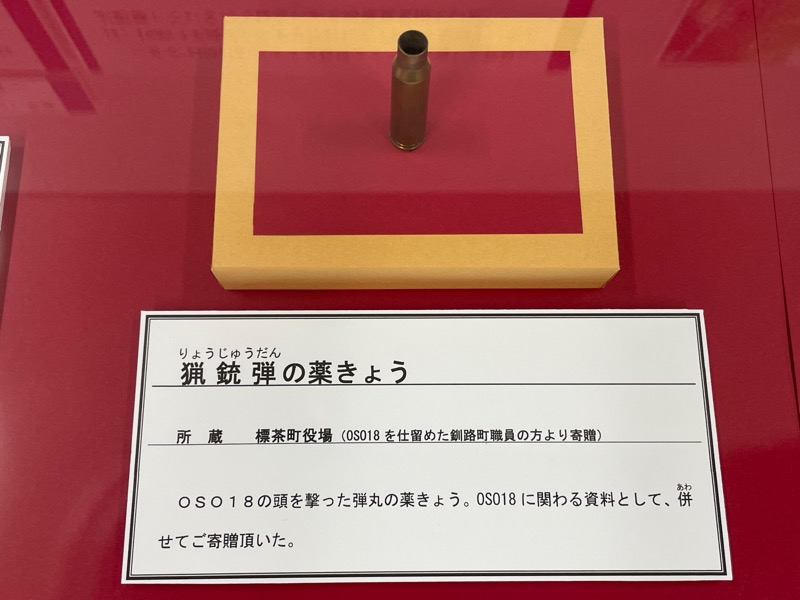 りょうじゅうだん
猟銃弾の薬きょう
所蔵　標茶町役場（OSO18を仕留めた釧路町職員の方より寄贈）
ＯＳＯ１８の頭を撃った弾丸の薬きょう。OSO18に関わる資料として、併
あわ
せてご寄贈頂いた。